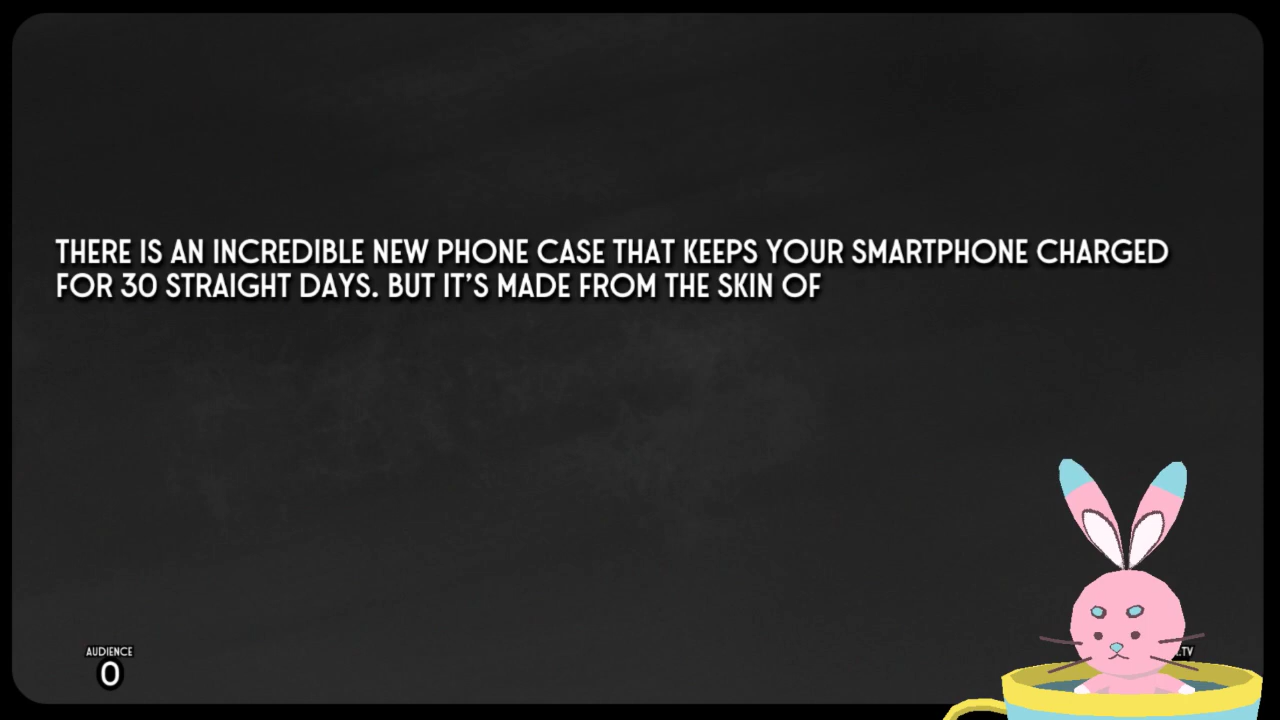 THERE IS AN INCREDIBLE NEW PHONE CASE THAT KEEPS YOUR SMARTPHONE CHARGED
FOR 30 STRAIGHT DAYS. BUT IT'S MADE FROM THE SKIN OF
AUDIENCE
0
.TV